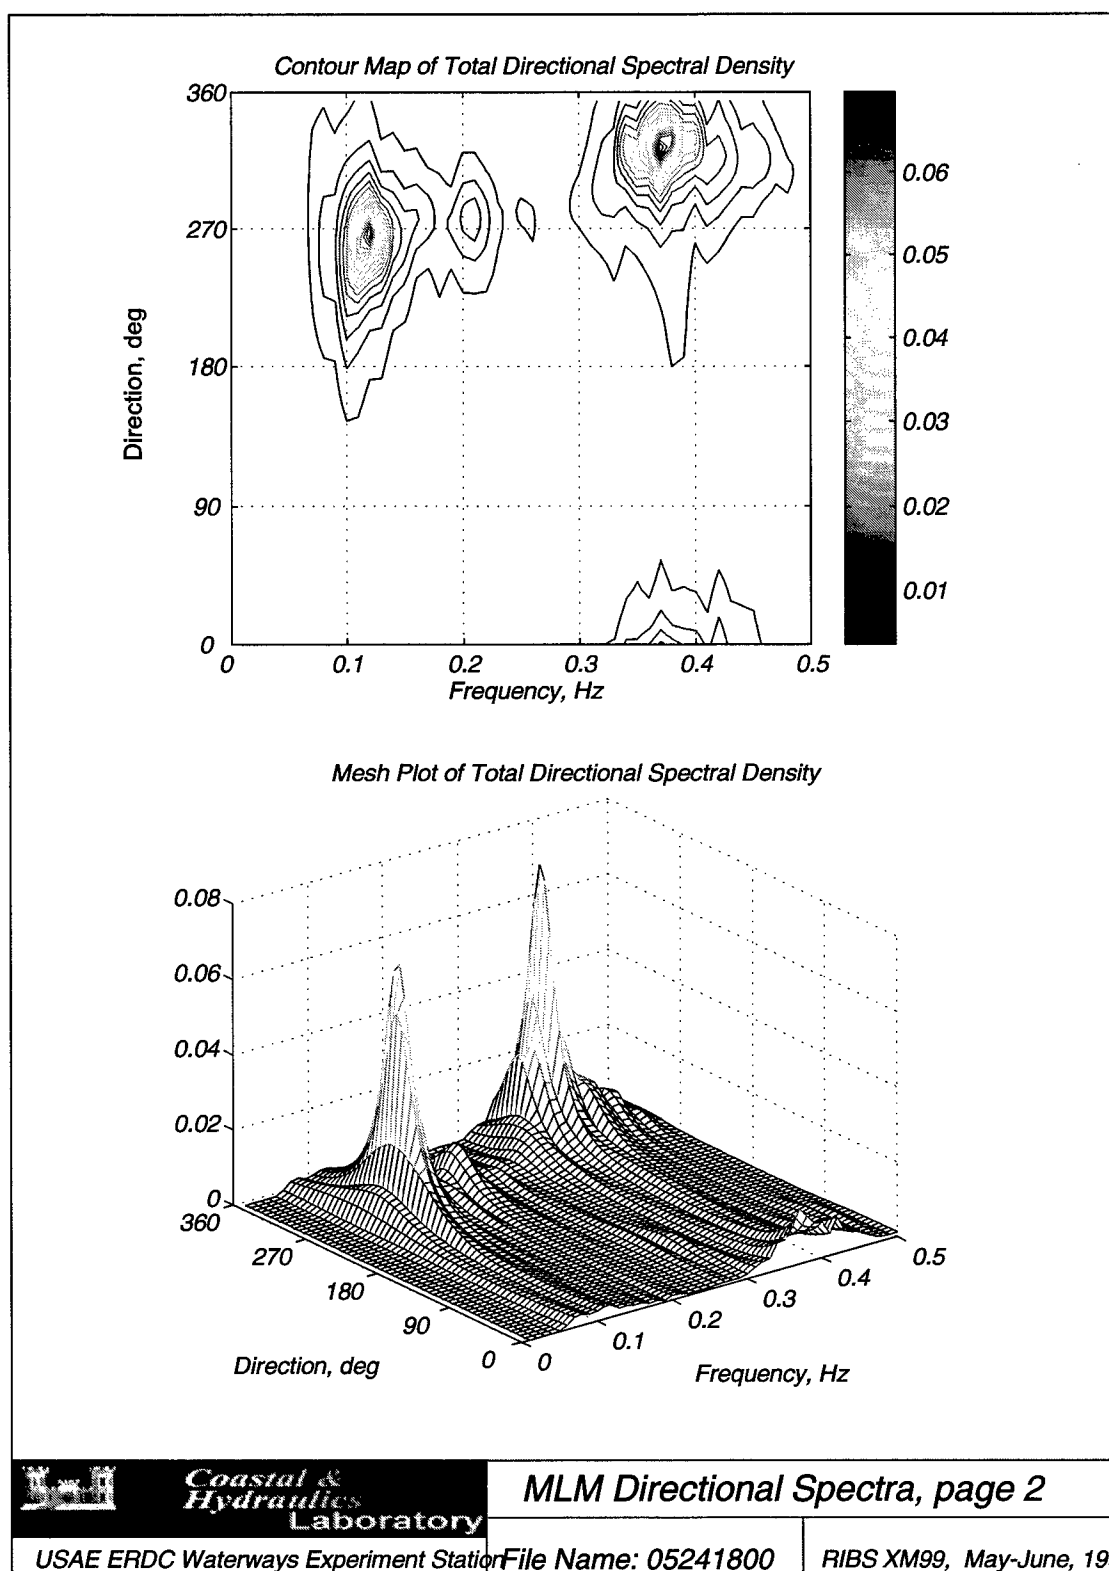 Contour Map of Total Directional Spectral Density
360
270
180
90
0
Direction, deg
0 0.1 0.2 0.3 0.4 0.5
Frequency, Hz
0.06
0.05
0.04
0.03
0.02
0.01
Mesh Plot of Total Directional Spectral Density
0.08
0.06
0.04
0.02
0
360
270
180
90
0
Direction, deg
0
0.1
0.2
0.3
0.4
0.5
Frequency, Hz
Coastal &
Hydraulics
Laboratory
MLM Directional Spectra, page 2
USAE ERDC Waterways Experiment Station
File Name: 05241800
RIBS XM99, May-June, 19